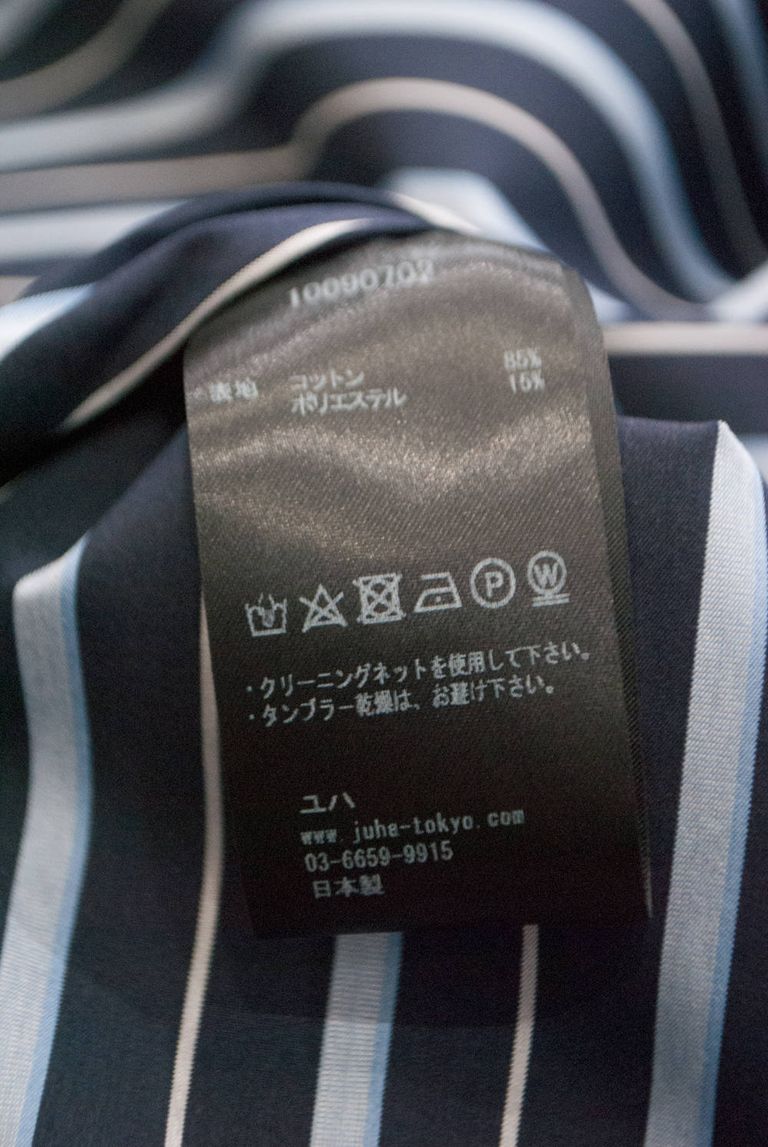 10090702
表地 コットン 85%
ポリエステル 15%
P W
・クリーニングネットを使用して下さい。
・タンブラー乾燥は、お避け下さい。
ユハ
www.juha-tokyo.com
03-6659-9915
日本製